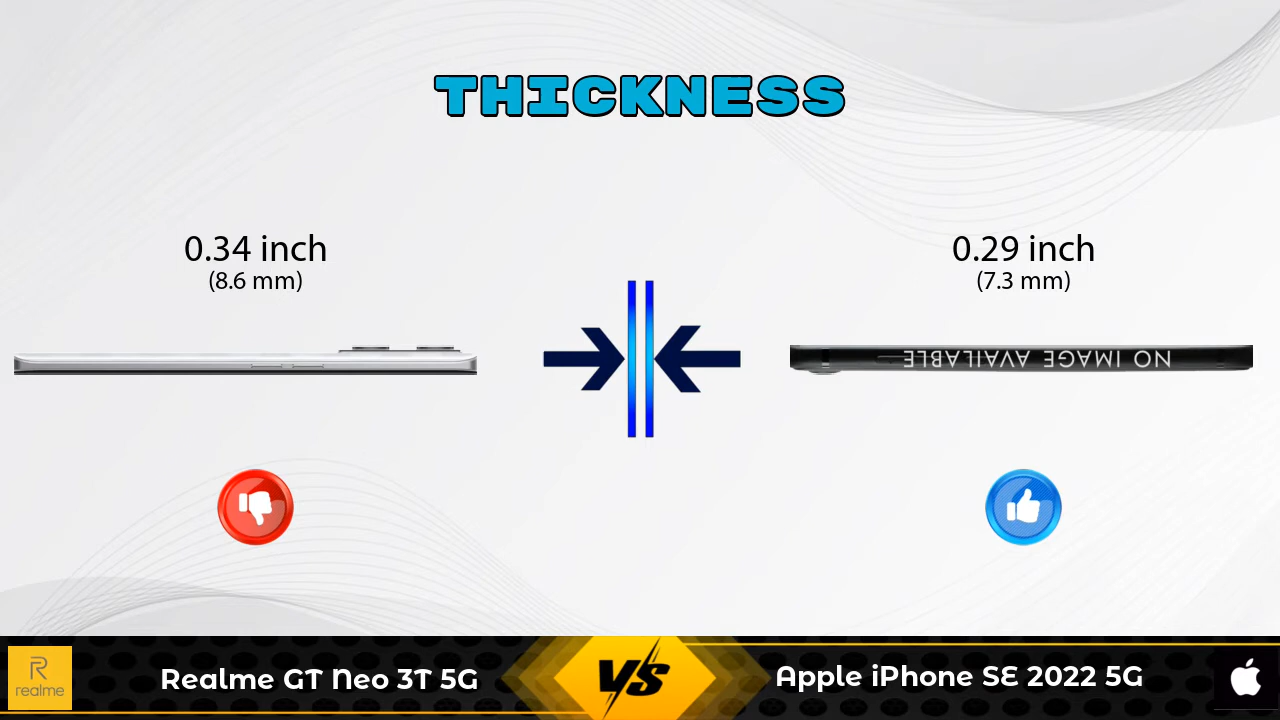 THICKNESS
0.34 inch
(8.6 mm)
0.29 inch
(7.3 mm)
NO IMAGE AVAILABLE
realme
Realme GT Neo 3T 5G
VS
Apple iPhone SE 2022 5G